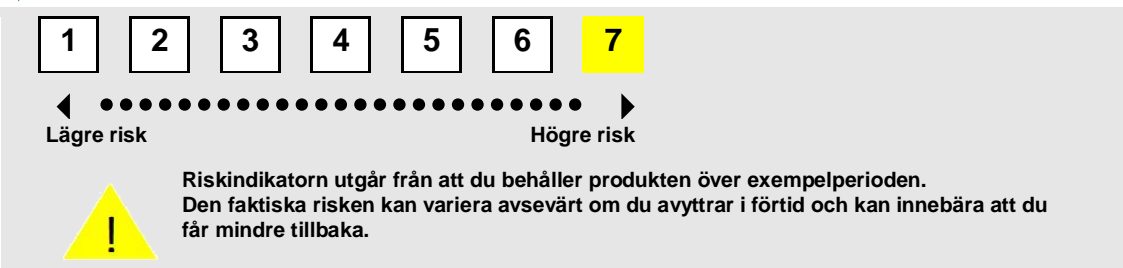 1 2 3 4 5 6 7
Lägre risk Högre risk
Riskindikatorn utgår från att du behåller produkten över exempelperioden.
Den faktiska risken kan variera avsevärt om du avyttrar i förtid och kan innebära att du
får mindre tillbaka.
!